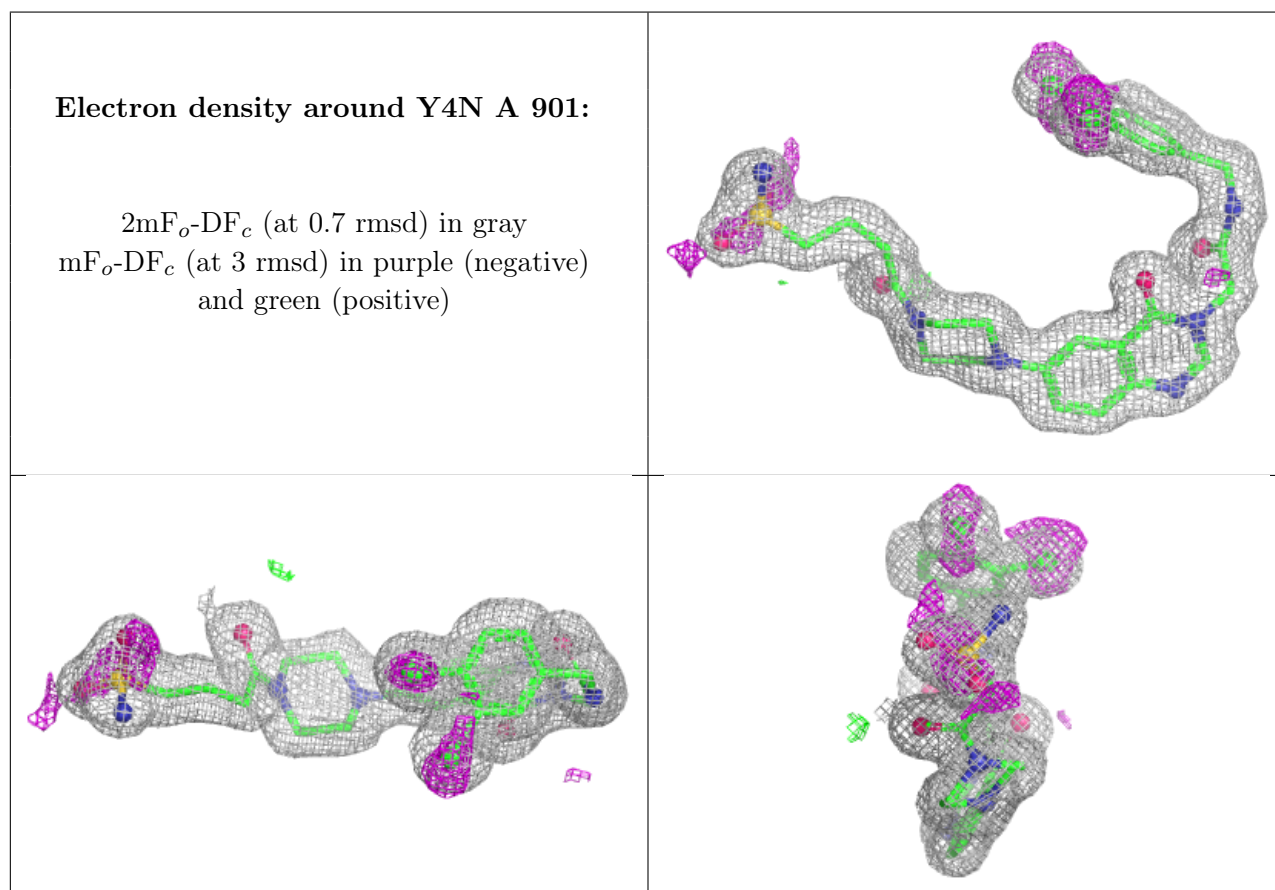 Electron density around Y4N A 901:
2mFo-DFc (at 0.7 rmsd) in gray
mFo-DFc (at 3 rmsd) in purple (negative)
and green (positive)